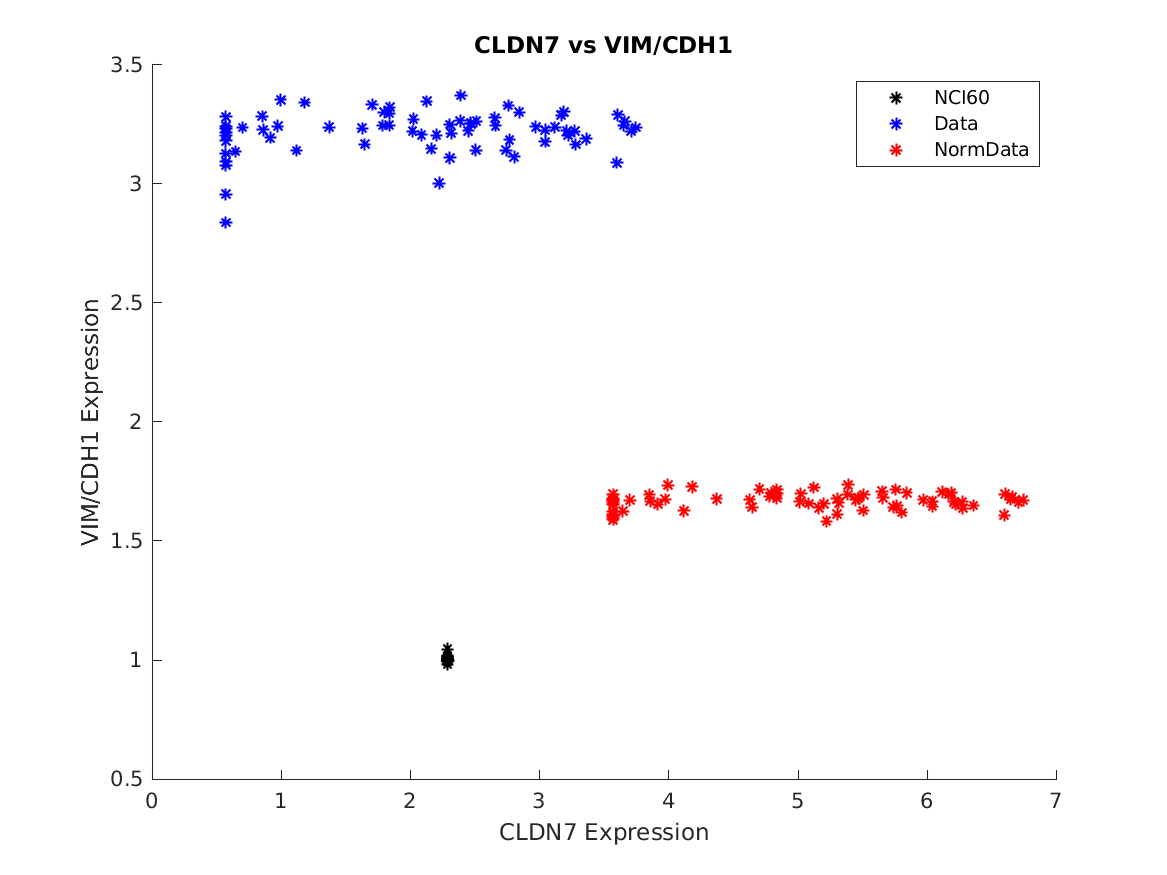 CLDN7 vs VIM/CDH1
NCI60
Data
NormData
VIM/CDH1 Expression
3.5
3
2.5
2
1.5
1
0.5
0 1 2 3 4 5 6 7
CLDN7 Expression